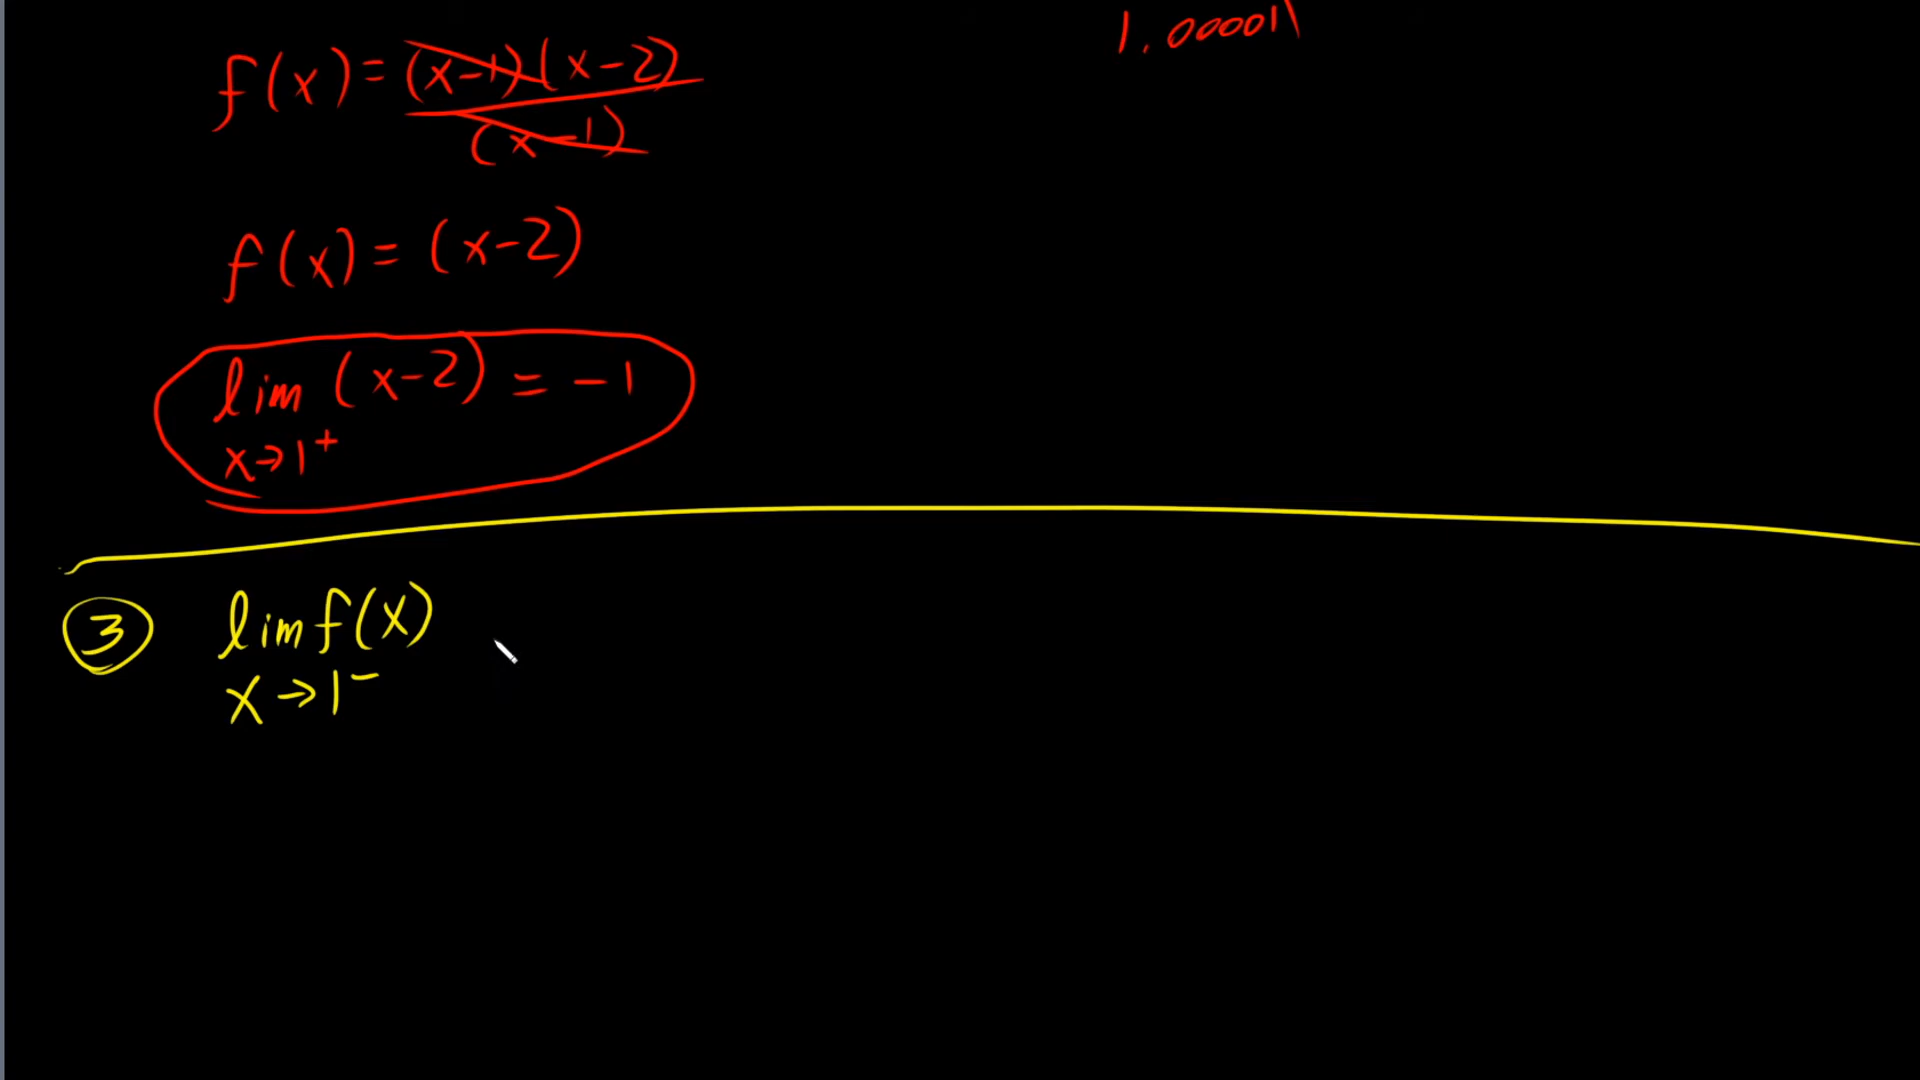 1.00001
f(x) = (x-1)(x-2)
(x-1)
f(x) = (x-2)
lim (x-2) = -1
x→1⁺
3 lim f(x)
x→1⁻